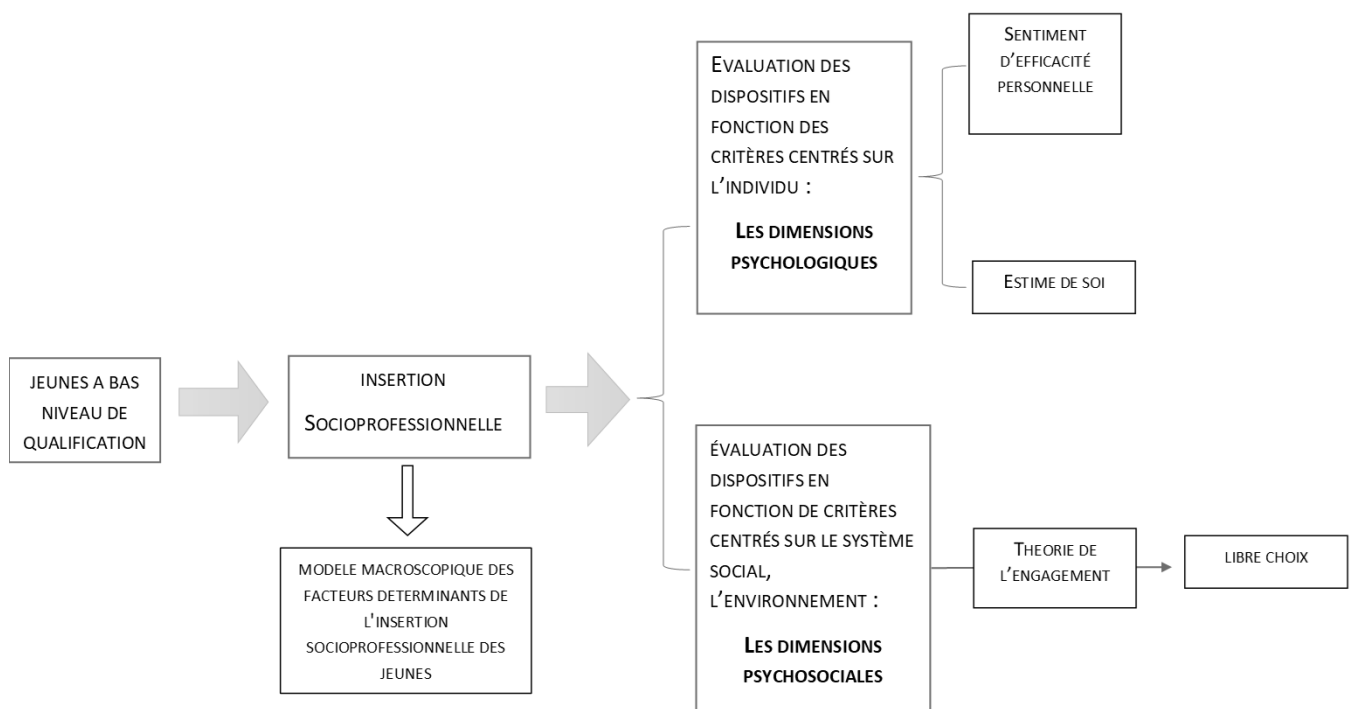 JEUNES A BAS
NIVEAU DE
QUALIFICATION
INSERTION
SOCIOPROFESSIONNELLE
MODELE MACROSCOPIQUE DES
FACTEURS DETERMINANTS DE
L'INSERTION
SOCIOPROFESSIONNELLE DES
JEUNES
EVALUATION DES
DISPOSITIFS EN
FONCTION DES
CRITÈRES CENTRÉS SUR
L’INDIVIDU :
LES DIMENSIONS
PSYCHOLOGIQUES
SENTIMENT
D’EFFICACITÉ
PERSONNELLE
ESTIME DE SOI
ÉVALUATION DES
DISPOSITIFS EN
FONCTION DE CRITÈRES
CENTRÉS SUR LE SYSTÈME
SOCIAL,
L’ENVIRONNEMENT :
LES DIMENSIONS
PSYCHOSOCIALES
THEORIE DE
L’ENGAGEMENT
LIBRE CHOIX